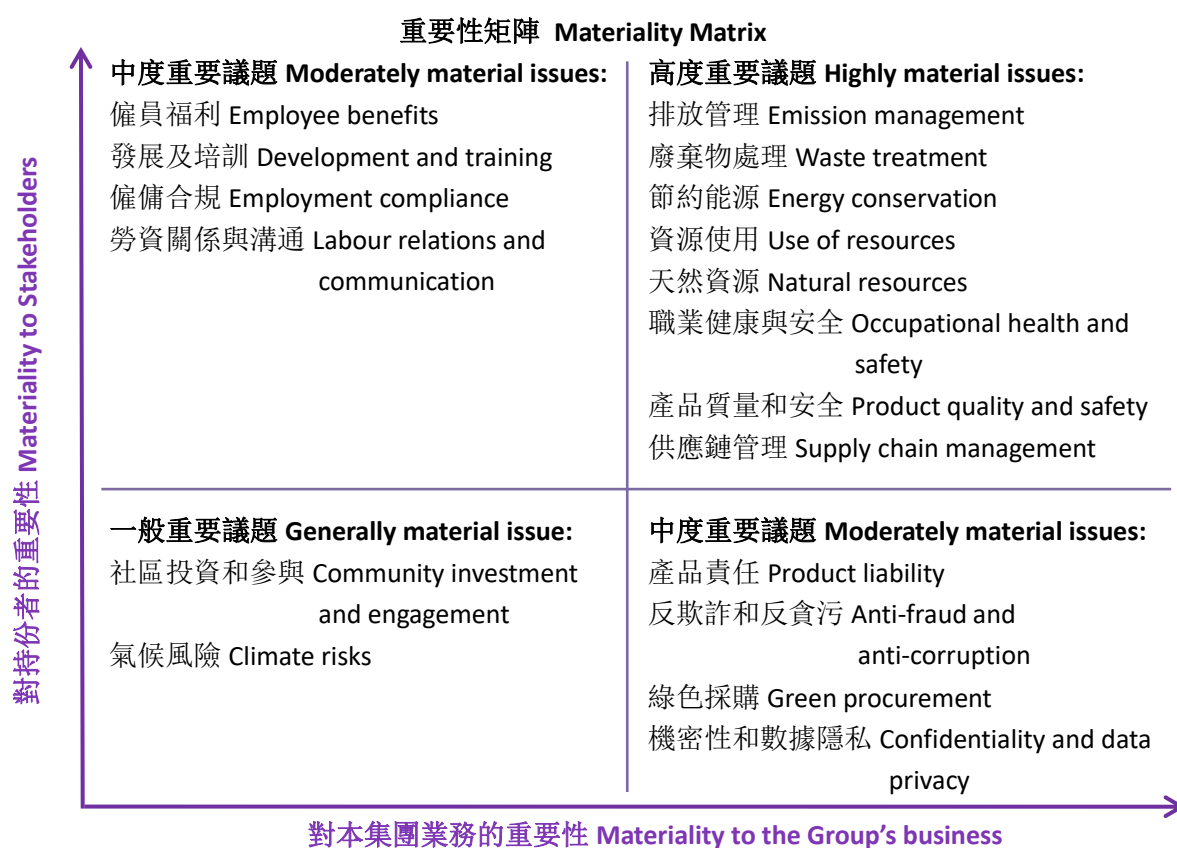 重要性矩陣 Materiality Matrix
對持份者的重要性 Materiality to Stakeholders
中度重要議題 Moderately material issues:
僱員福利 Employee benefits
發展及培訓 Development and training
僱傭合規 Employment compliance
勞資關係與溝通 Labour relations and
communication
高度重要議題 Highly material issues:
排放管理 Emission management
廢棄物處理 Waste treatment
節約能源 Energy conservation
資源使用 Use of resources
天然資源 Natural resources
職業健康與安全 Occupational health and
safety
產品質量和安全 Product quality and safety
供應鏈管理 Supply chain management
一般重要議題 Generally material issue:
社區投資和參與 Community investment
and engagement
氣候風險 Climate risks
中度重要議題 Moderately material issues:
產品責任 Product liability
反欺詐和反貪污 Anti-fraud and
anti-corruption
綠色採購 Green procurement
機密性和數據隱私 Confidentiality and data
privacy
對本集團業務的重要性 Materiality to the Group’s business